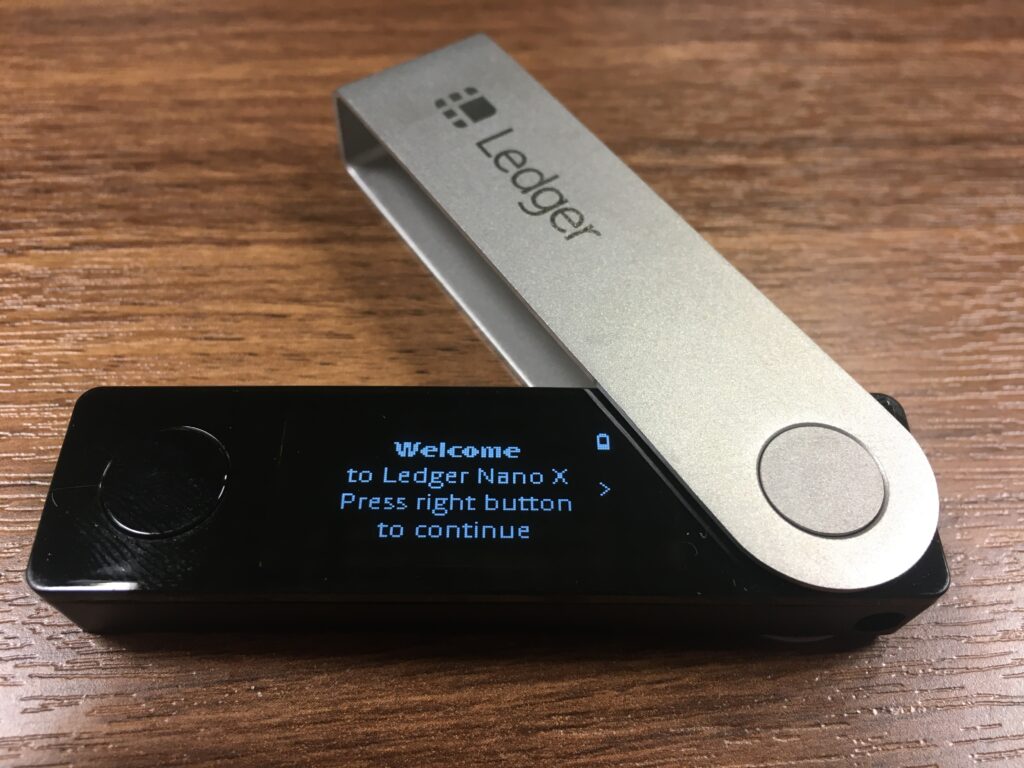 Ledger
Welcome
to Ledger Nano X
Press right button
to continue